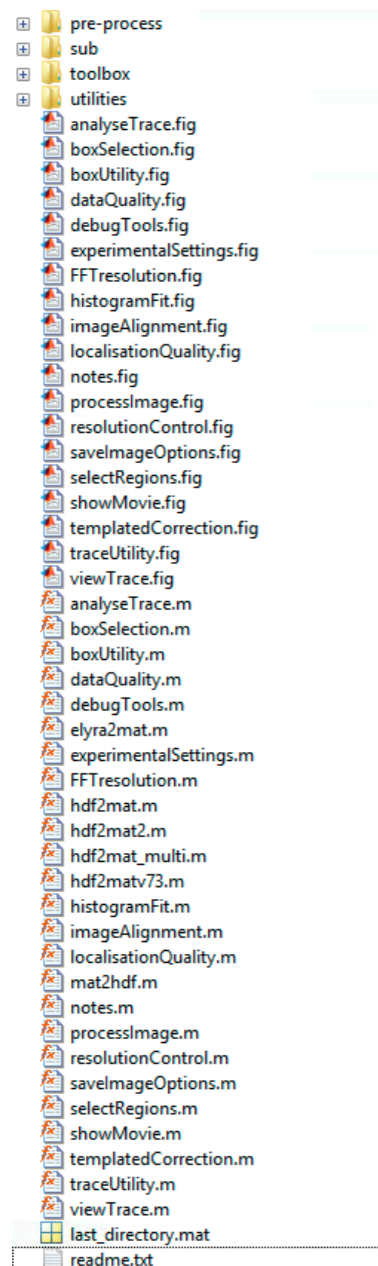 pre-process
sub
toolbox
utilities
analyseTrace.fig
boxSelection.fig
boxUtility.fig
dataQuality.fig
debugTools.fig
experimentalSettings.fig
FFTresolution.fig
histogramFit.fig
imageAlignment.fig
localisationQuality.fig
notes.fig
processImage.fig
resolutionControl.fig
saveImageOptions.fig
selectRegions.fig
showMovie.fig
templatedCorrection.fig
traceUtility.fig
viewTrace.fig
analyseTrace.m
boxSelection.m
boxUtility.m
dataQuality.m
debugTools.m
elyra2mat.m
experimentalSettings.m
FFTresolution.m
hdf2mat.m
hdf2mat2.m
hdf2mat_multi.m
hdf2matv73.m
histogramFit.m
imageAlignment.m
localisationQuality.m
mat2hdf.m
notes.m
processImage.m
resolutionControl.m
saveImageOptions.m
selectRegions.m
showMovie.m
templatedCorrection.m
traceUtility.m
viewTrace.m
last_directory.mat
readme.txt